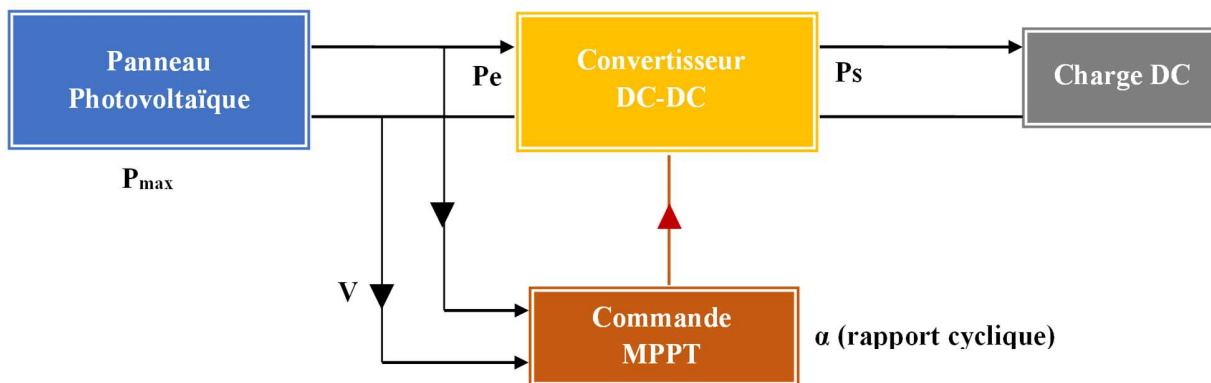 Panneau
Photovoltaïque
Pe
Convertisseur
DC-DC
Ps
Charge DC
Pmax
V
Commande
MPPT
α (rapport cyclique)